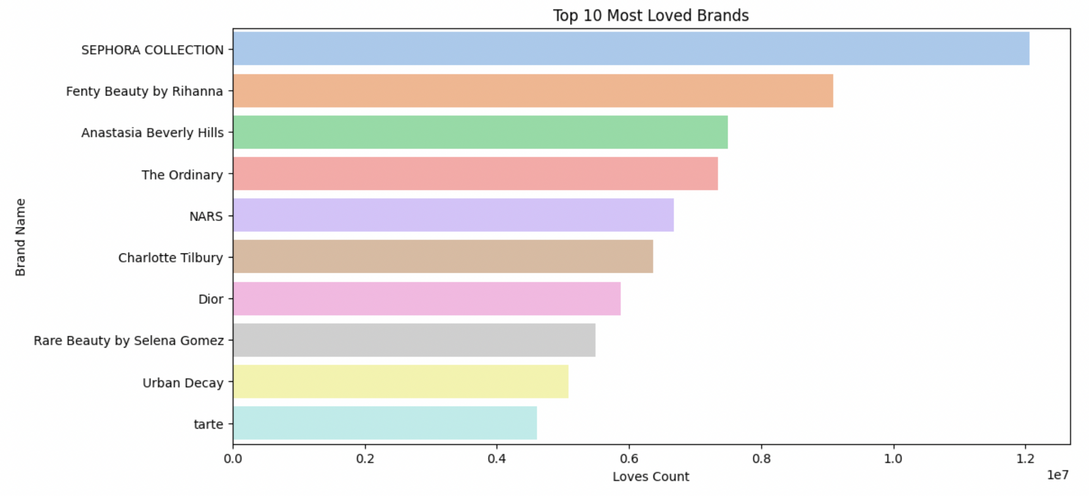 Top 10 Most Loved Brands
SEPHORA COLLECTION
Fenty Beauty by Rihanna
Anastasia Beverly Hills
The Ordinary
NARS
Charlotte Tilbury
Dior
Rare Beauty by Selena Gomez
Urban Decay
tarte
Brand Name
0.0 0.2 0.4 0.6 0.8 1.0 1.2
1e7
Loves Count